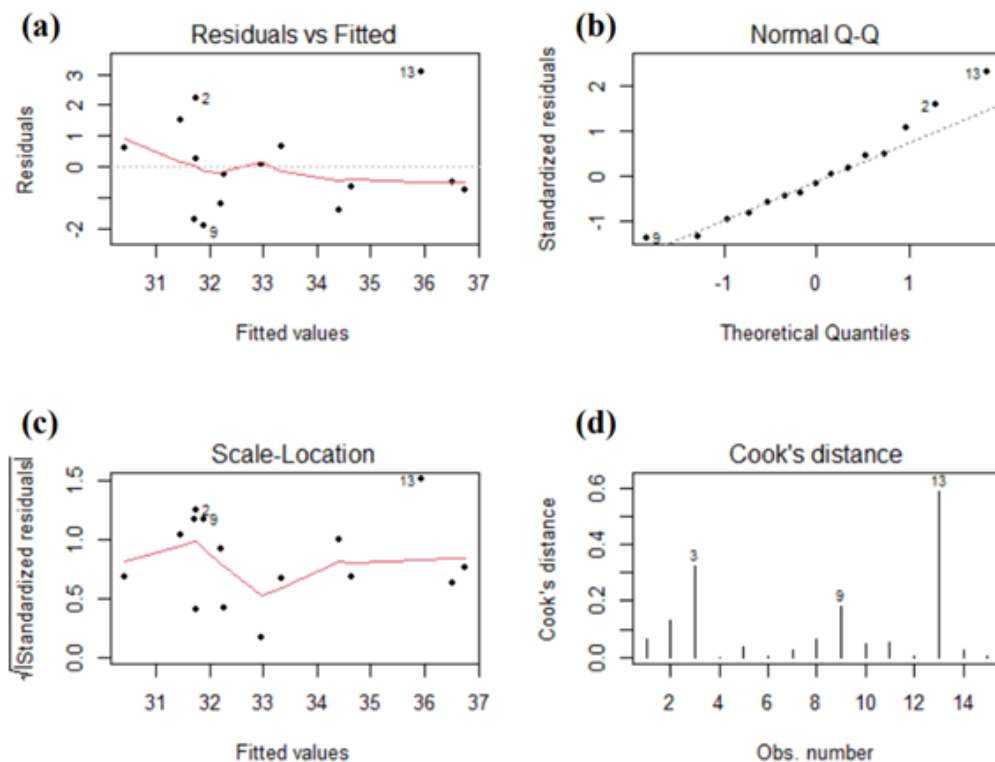 (a)
Residuals vs Fitted
Residuals
3
2
1
0
-2
13
2
9
31 32 33 34 35 36 37
Fitted values
(b)
Normal Q-Q
Standardized residuals
2
1
0
-1
13
2
9
-1 0 1
Theoretical Quantiles
(c)
Scale-Location
√|Standardized residuals|
1.5
1.0
0.5
0.0
13
2
9
31 32 33 34 35 36 37
Fitted values
(d)
Cook's distance
Cook's distance
0.6
0.4
0.2
0.0
13
3
9
2 4 6 8 10 12 14
Obs. number